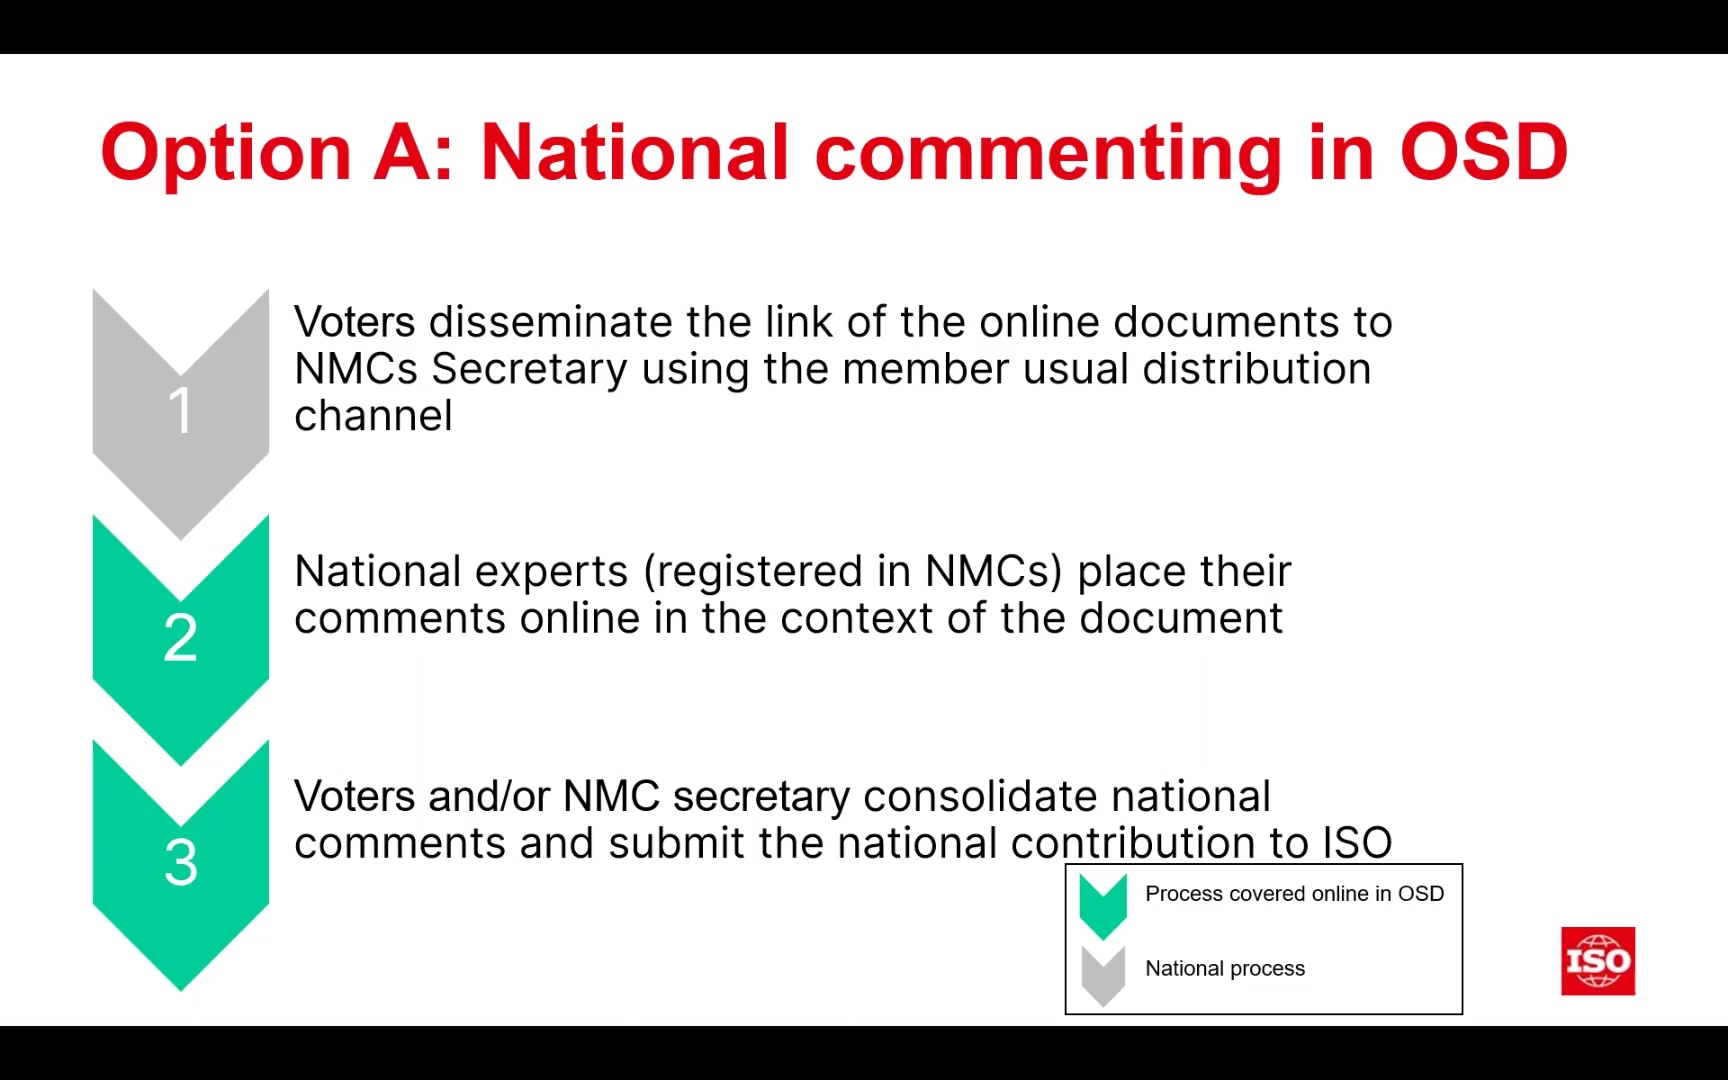 Option A: National commenting in OSD
1
Voters disseminate the link of the online documents to
NMCs Secretary using the member usual distribution
channel
2
National experts (registered in NMCs) place their
comments online in the context of the document
3
Voters and/or NMC secretary consolidate national
comments and submit the national contribution to ISO
Process covered online in OSD
National process
ISO